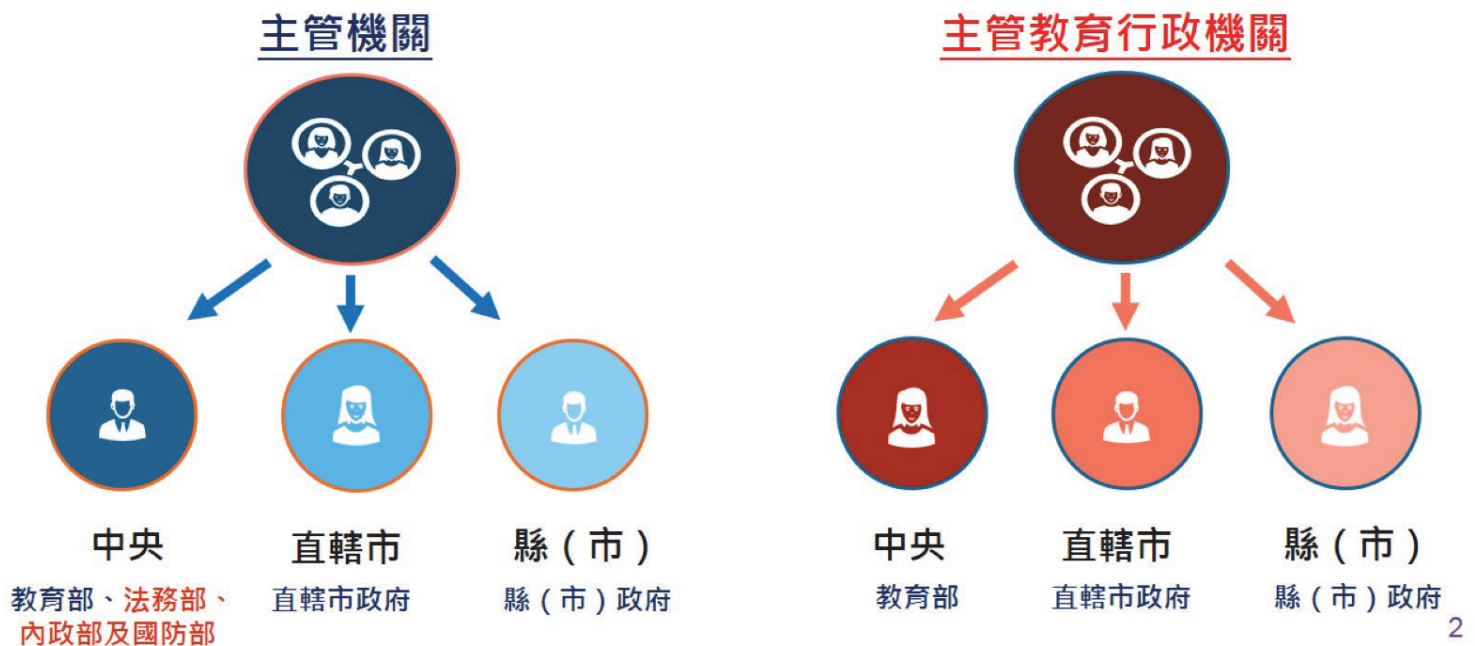 主管機關
中央
教育部、法務部、
內政部及國防部
直轄市
直轄市政府
縣(市)
縣(市)政府
主管教育行政機關
中央
教育部
直轄市
直轄市政府
縣(市)
縣(市)政府
2